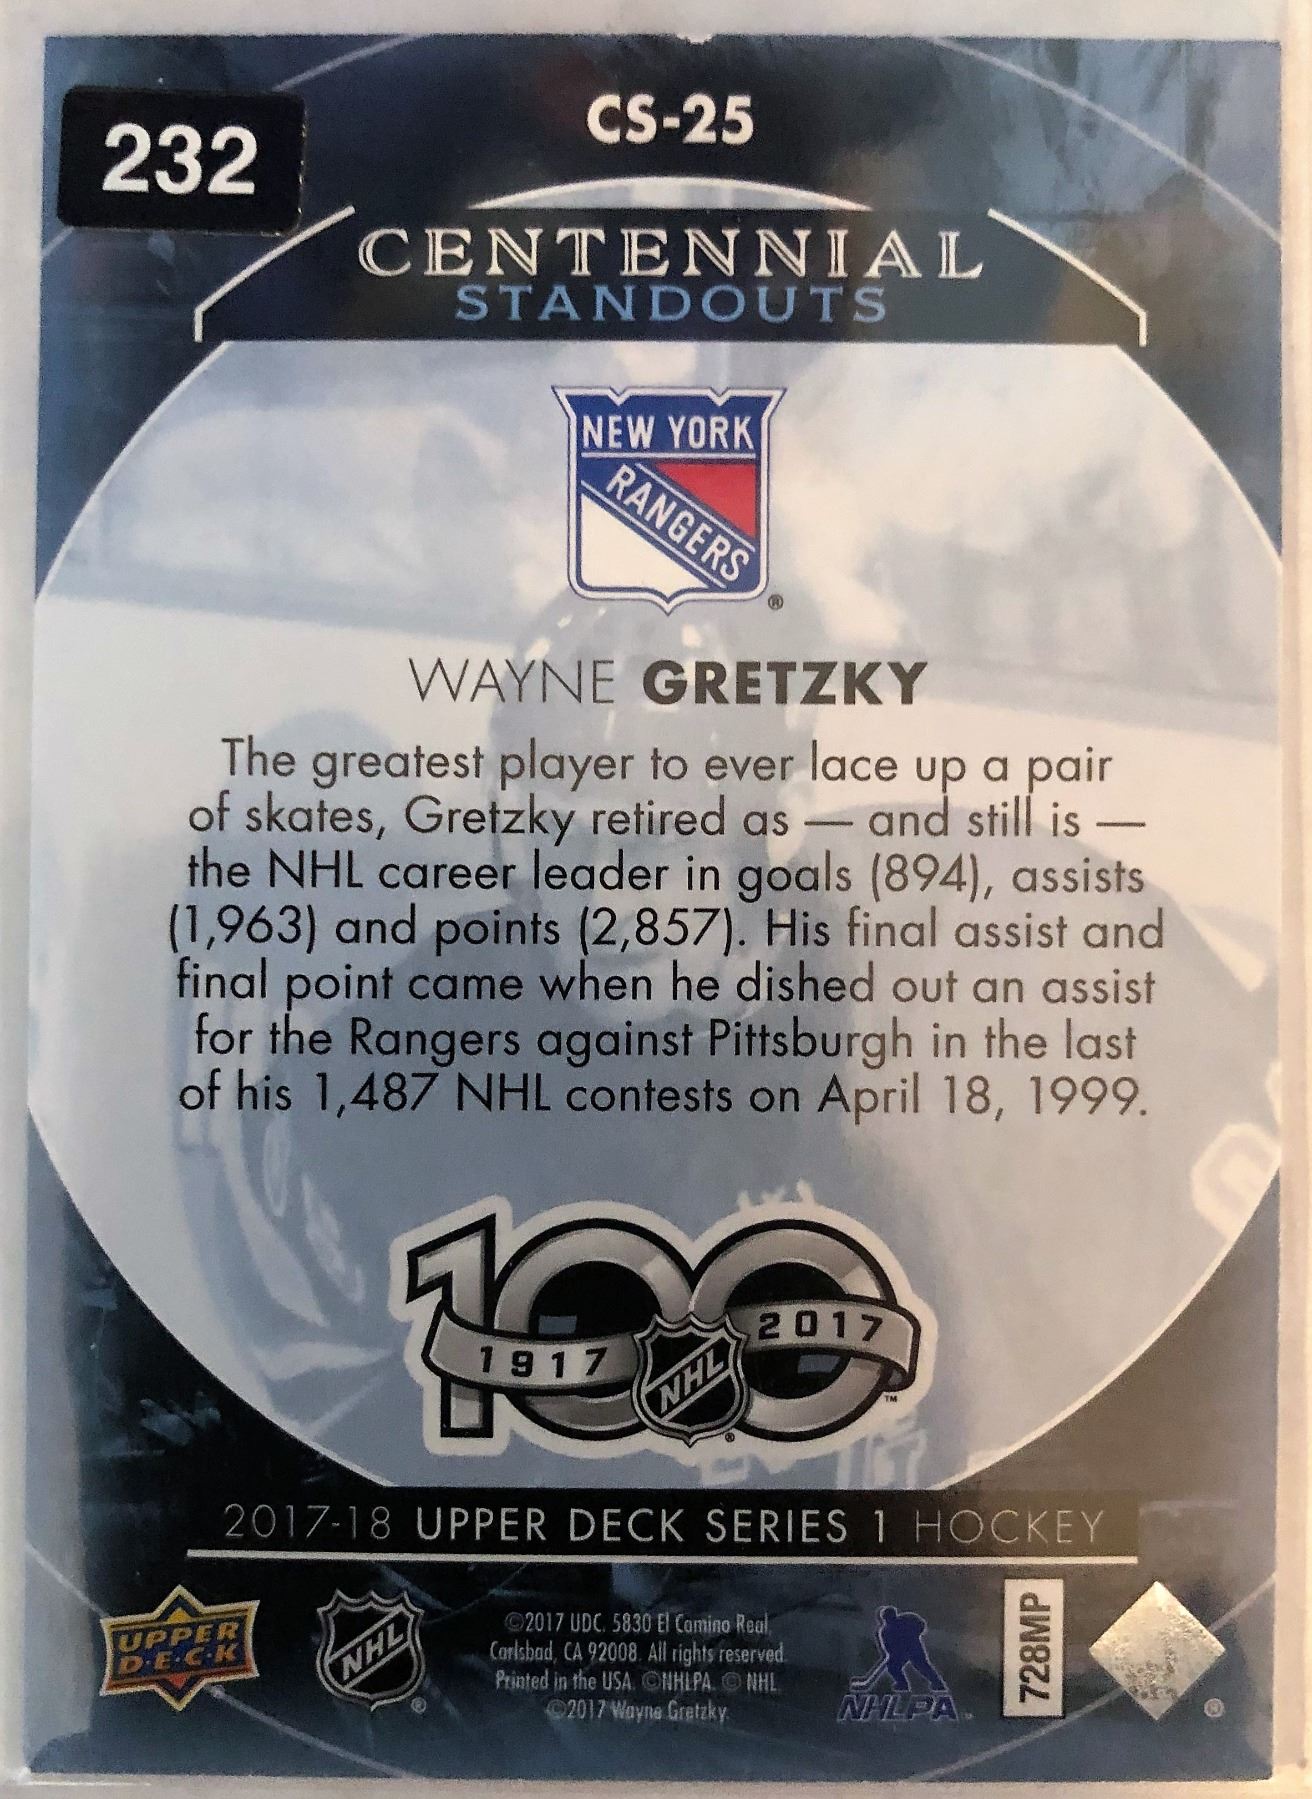 232
CS-25
CENTENNIAL
STANDOUTS
NEW YORK
RANGERS
®
WAYNE GRETZKY
The greatest player to ever lace up a pair
of skates, Gretzky retired as — and still is —
the NHL career leader in goals (894), assists
(1,963) and points (2,857). His final assist and
final point came when he dished out an assist
for the Rangers against Pittsburgh in the last
of his 1,487 NHL contests on April 18, 1999.
100
1917 NHL 2017
® ™
2017-18 UPPER DECK SERIES 1 HOCKEY
UPPER
D·E·C·K
NHL
®
©2017 UDC. 5830 El Camino Real,
Carlsbad, CA 92008. All rights reserved.
Printed in the USA. ©NHLPA. © NHL.
©2017 Wayne Gretzky.
NHLPA™
728MP
®